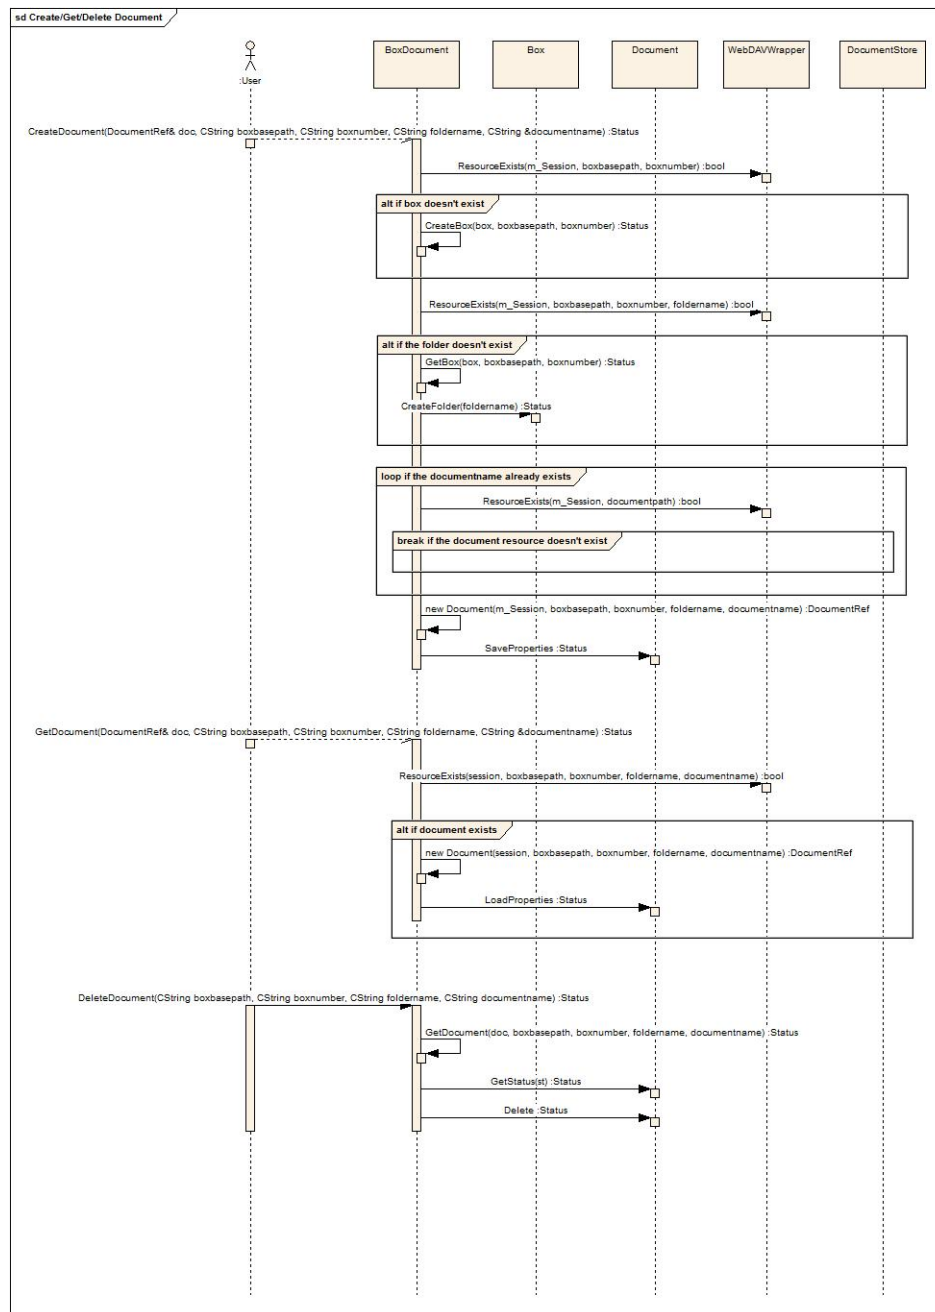 sd Create/Get/Delete Document
BoxDocument
Box
Document
WebDAVWrapper
DocumentStore
:User
CreateDocument(DocumentRef& doc, CString boxbasepath, CString boxnumber, CString foldername, CString &documentname) :Status
ResourceExists(m_Session, boxbasepath, boxnumber) :bool
alt if box doesn't exist
CreateBox(box, boxbasepath, boxnumber) :Status
ResourceExists(m_Session, boxbasepath, boxnumber, foldername) :bool
alt if the folder doesn't exist
GetBox(box, boxbasepath, boxnumber) :Status
CreateFolder(foldername) :Status
loop if the documentname already exists
ResourceExists(m_Session, documentpath) :bool
break if the document resource doesn't exist
new Document(m_Session, boxbasepath, boxnumber, foldername, documentname) :DocumentRef
SaveProperties :Status
GetDocument(DocumentRef& doc, CString boxbasepath, CString boxnumber, CString foldername, CString &documentname) :Status
ResourceExists(session, boxbasepath, boxnumber, foldername, documentname) :bool
alt if document exists
new Document(session, boxbasepath, boxnumber, foldername, documentname) :DocumentRef
LoadProperties :Status
DeleteDocument(CString boxbasepath, CString boxnumber, CString foldername, CString documentname) :Status
GetDocument(doc, boxbasepath, boxnumber, foldername, documentname) :Status
GetStatus(st) :Status
Delete :Status